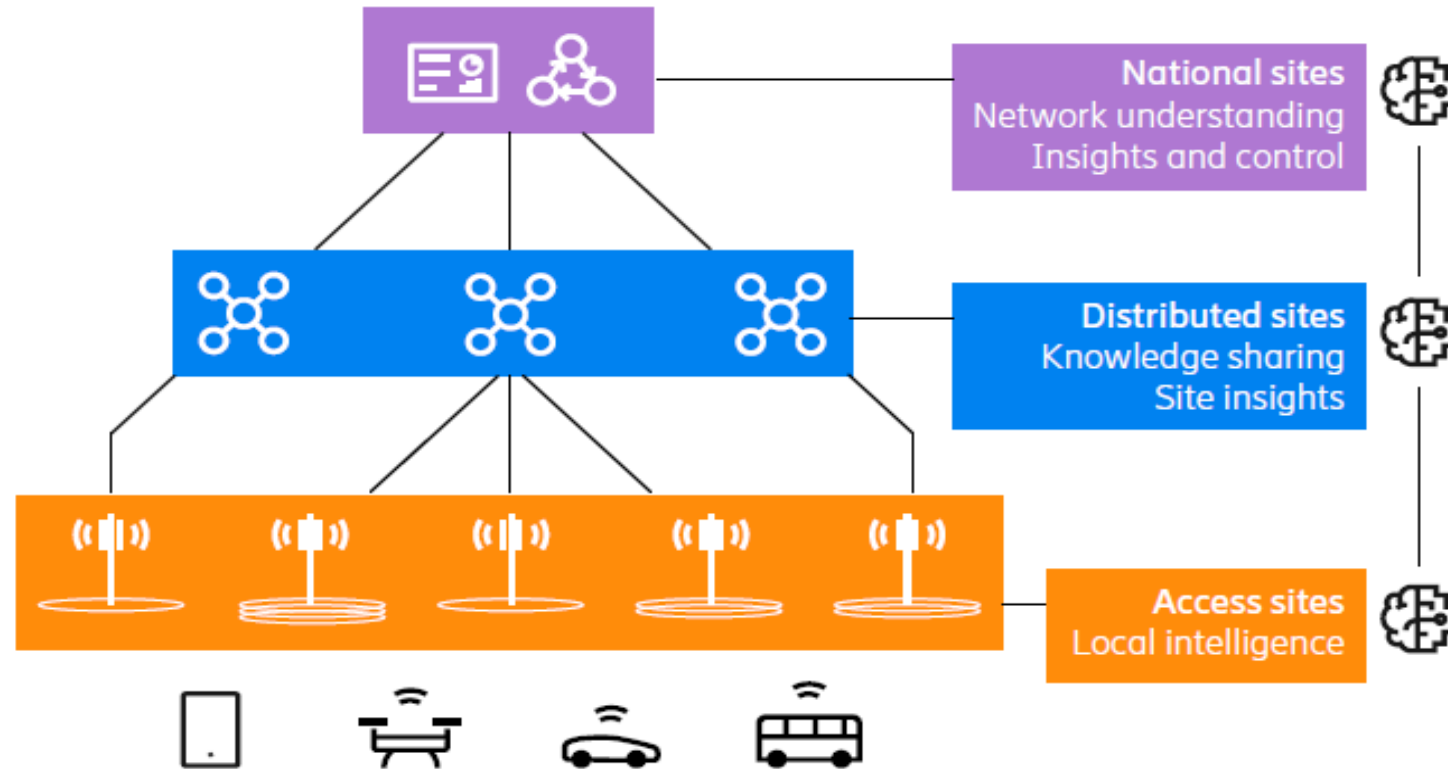 National sites
Network understanding
Insights and control
Distributed sites
Knowledge sharing
Site insights
Access sites
Local intelligence